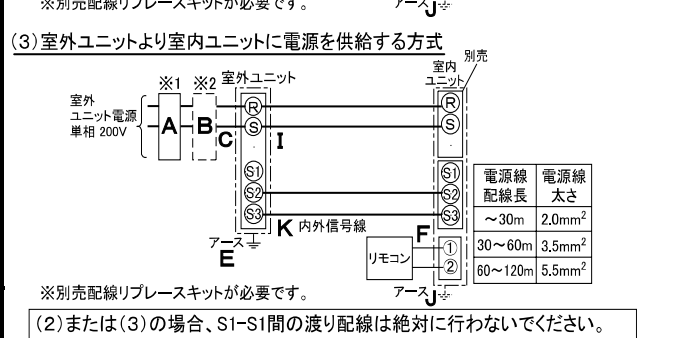 ※別売配線リプレースキットが必要です。 アース J
(3)室外ユニットより室内ユニットに電源を供給する方式
※1 ※2 室外ユニット
室内
ユニット
別売
室外
ユニット電源
単相 200V
A B C
R
S
I
R
S
S1
S2
S3
S1
S2
S3
K 内外信号線
アース
E
リモコン
F
①
②
アース J
電源線
配線長
電源線
太さ
～30m 2.0mm²
30～60m 3.5mm²
60～120m 5.5mm²
※別売配線リプレースキットが必要です。
(2)または(3)の場合、S1-S1間の渡り配線は絶対に行わないでください。